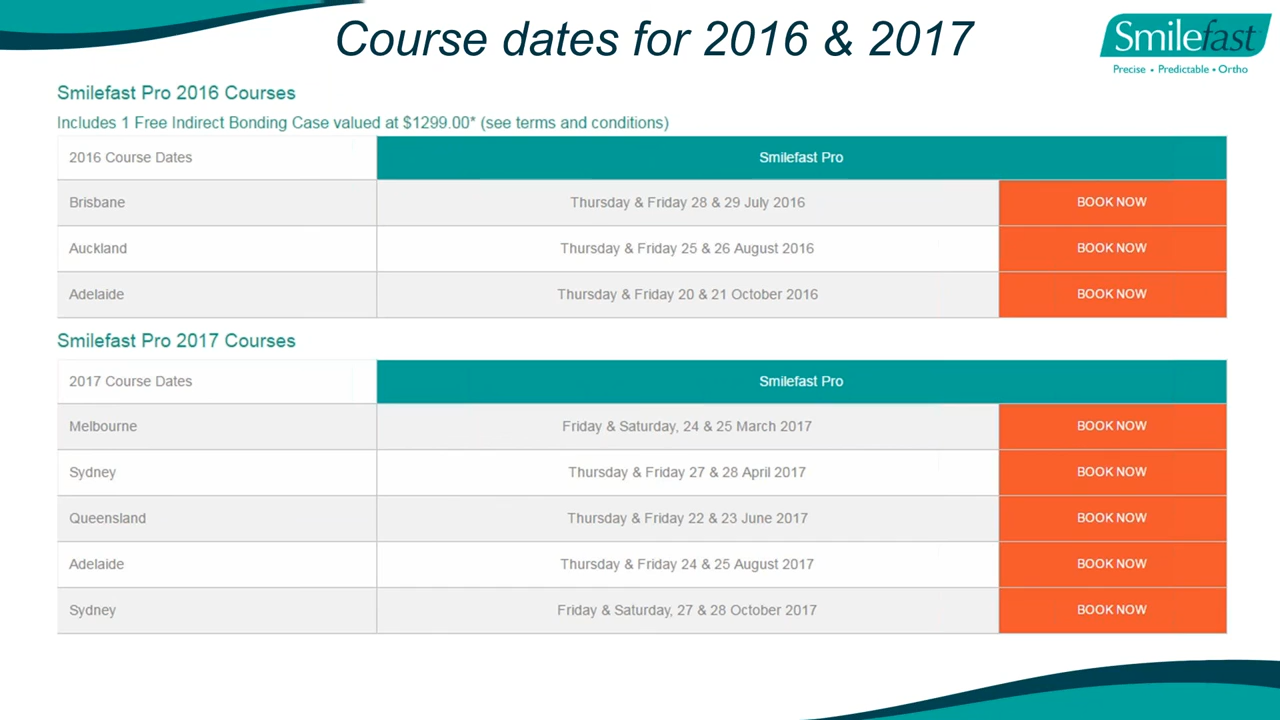 Course dates for 2016 & 2017
Smilefast
Precise • Predictable • Ortho
Smilefast Pro 2016 Courses
Includes 1 Free Indirect Bonding Case valued at $1299.00* (see terms and conditions)
2016 Course Dates Smilefast Pro
Brisbane Thursday & Friday 28 & 29 July 2016 BOOK NOW
Auckland Thursday & Friday 25 & 26 August 2016 BOOK NOW
Adelaide Thursday & Friday 20 & 21 October 2016 BOOK NOW
Smilefast Pro 2017 Courses
2017 Course Dates Smilefast Pro
Melbourne Friday & Saturday, 24 & 25 March 2017 BOOK NOW
Sydney Thursday & Friday 27 & 28 April 2017 BOOK NOW
Queensland Thursday & Friday 22 & 23 June 2017 BOOK NOW
Adelaide Thursday & Friday 24 & 25 August 2017 BOOK NOW
Sydney Friday & Saturday, 27 & 28 October 2017 BOOK NOW